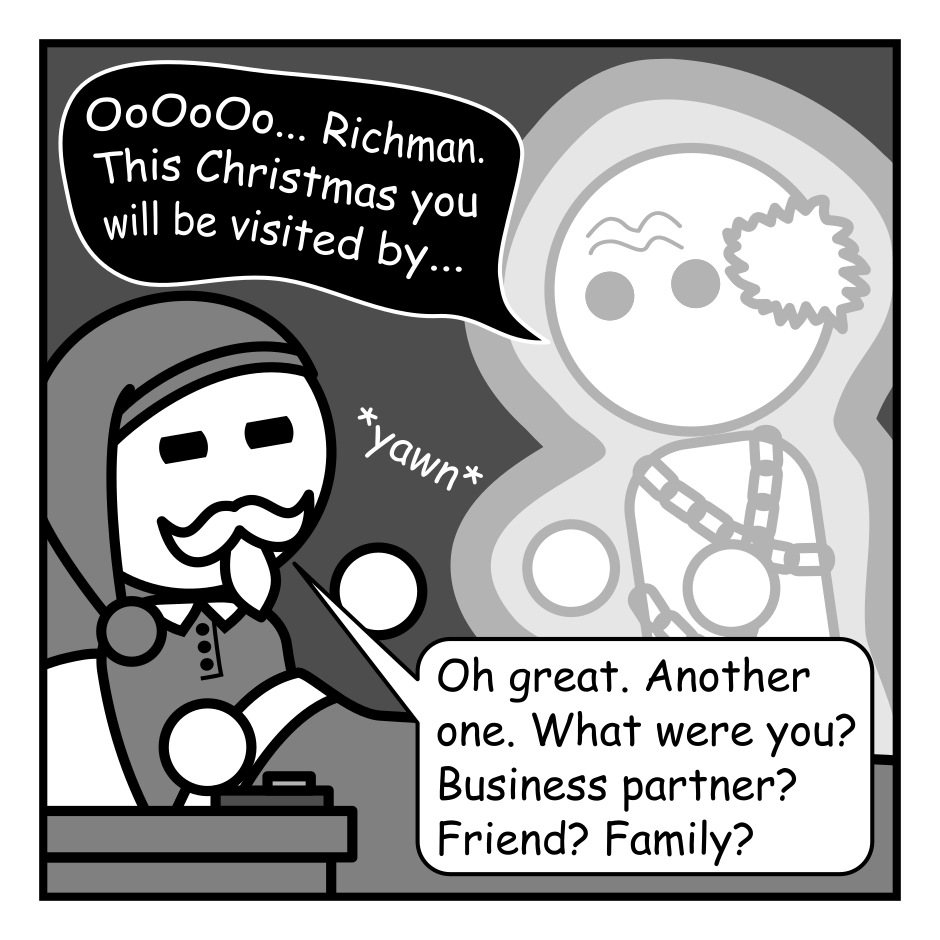 OoOoOo... Richman.
This Christmas you
will be visited by...
*yawn*
Oh great. Another
one. What were you?
Business partner?
Friend? Family?